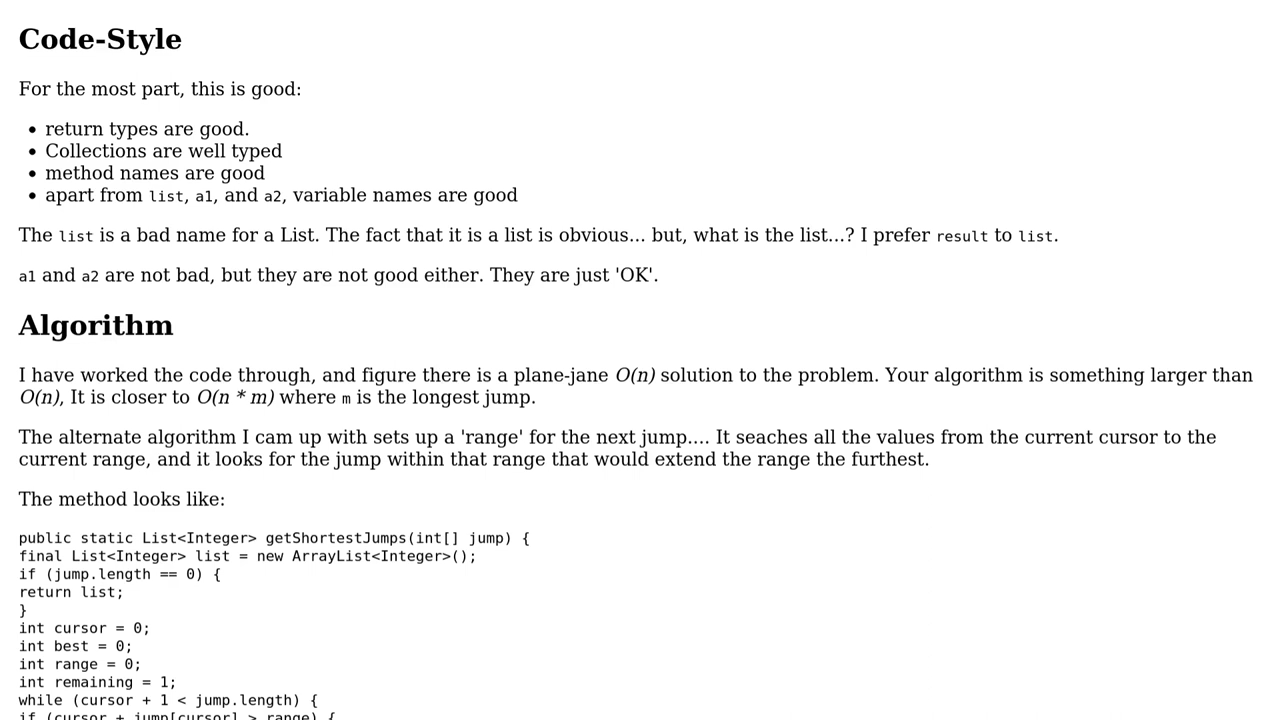 Code-Style
For the most part, this is good:
return types are good.
Collections are well typed
method names are good
apart from list, a1, and a2, variable names are good
The list is a bad name for a List. The fact that it is a list is obvious... but, what is the list...? I prefer result to list.
a1 and a2 are not bad, but they are not good either. They are just 'OK'.
Algorithm
I have worked the code through, and figure there is a plane-jane O(n) solution to the problem. Your algorithm is something larger than
O(n), It is closer to O(n * m) where m is the longest jump.
The alternate algorithm I cam up with sets up a 'range' for the next jump.... It seaches all the values from the current cursor to the
current range, and it looks for the jump within that range that would extend the range the furthest.
The method looks like:
public static List<Integer> getShortestJumps(int[] jump) {
final List<Integer> list = new ArrayList<Integer>();
if (jump.length == 0) {
return list;
}
int cursor = 0;
int best = 0;
int range = 0;
int remaining = 1;
while (cursor + 1 < jump.length) {
if (cursor + jump[cursor] > range) {